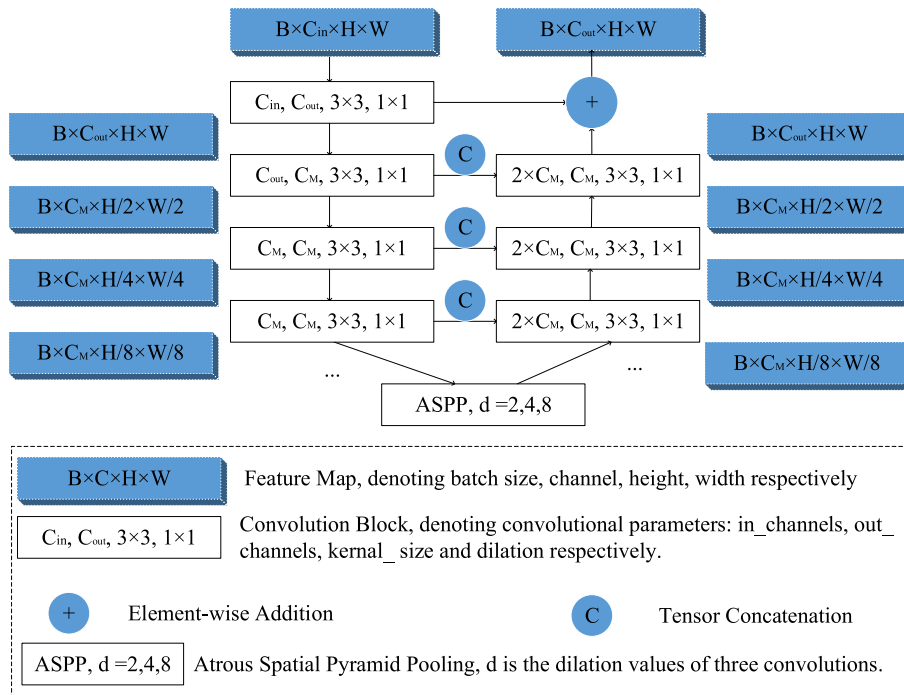 B×Cin×H×W
B×Cout×H×W
Cin, Cout, 3×3, 1×1
+
B×Cout×H×W
B×Cout×H×W
C
Cout, CM, 3×3, 1×1
2×CM, CM, 3×3, 1×1
B×CM×H/2×W/2
B×CM×H/2×W/2
C
CM, CM, 3×3, 1×1
2×CM, CM, 3×3, 1×1
B×CM×H/4×W/4
B×CM×H/4×W/4
C
CM, CM, 3×3, 1×1
2×CM, CM, 3×3, 1×1
B×CM×H/8×W/8
B×CM×H/8×W/8
...
...
ASPP, d =2,4,8
B×C×H×W
Feature Map, denoting batch size, channel, height, width respectively
Cin, Cout, 3×3, 1×1
Convolution Block, denoting convolutional parameters: in_channels, out_
channels, kernal_ size and dilation respectively.
+
Element-wise Addition
C
Tensor Concatenation
ASPP, d =2,4,8
Atrous Spatial Pyramid Pooling, d is the dilation values of three convolutions.